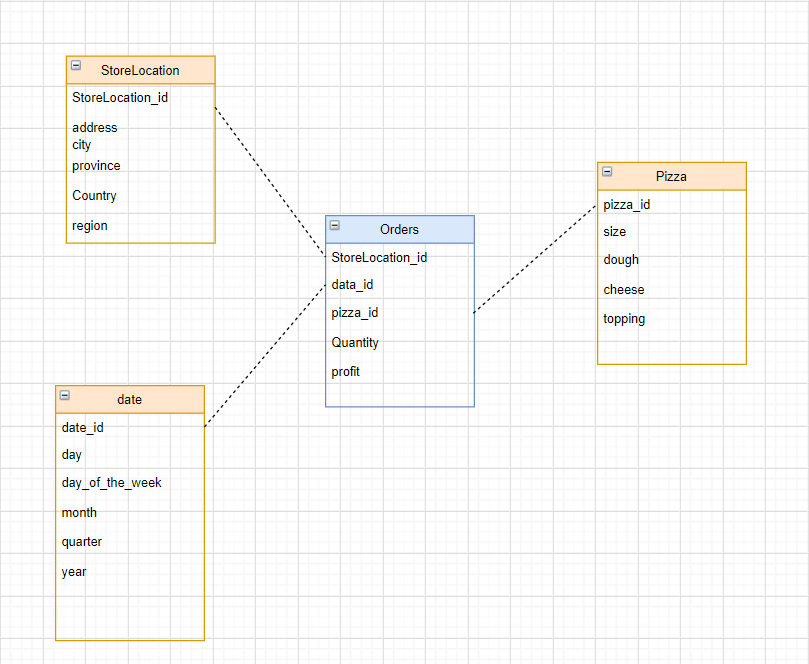 StoreLocation
StoreLocation_id
address
city
province
Country
region
Orders
StoreLocation_id
data_id
pizza_id
Quantity
profit
Pizza
pizza_id
size
dough
cheese
topping
date
date_id
day
day_of_the_week
month
quarter
year